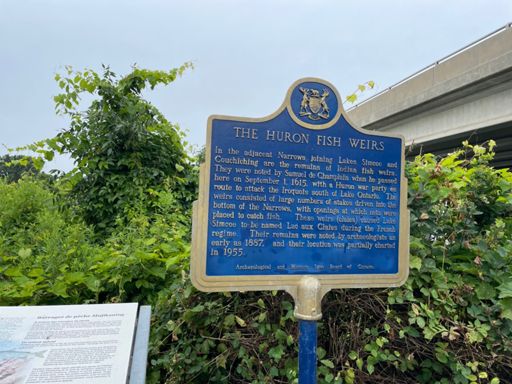 THE HURON FISH WEIRS
In the adjacent Narrows joining Lakes Simcoe and
Couchiching are the remains of Indian fish weirs.
They were noted by Samuel de Champlain when he passed
here on September 1, 1615, with a Huron war party en
route to attack the Iroquois south of Lake Ontario. The
weirs consisted of large numbers of stakes driven into the
bottom of the Narrows, with openings at which nets were
placed to catch fish. These weirs (claies) caused Lake
Simcoe to be named Lac aux Claies during the French
regime. Their remains were noted by archaeologists as
early as 1887, and their location was partially charted
in 1955.
Archaeological and Historic Sites Board of Ontario.
Barrages de pêche Mnjikaning